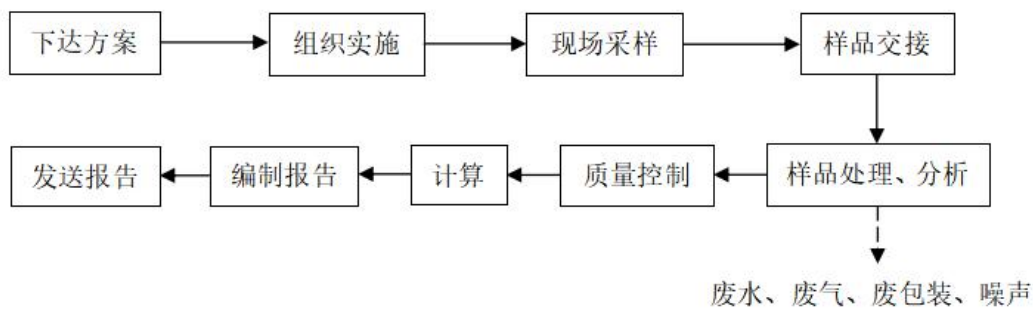 下达方案
组织实施
现场采样
样品交接
发送报告
编制报告
计算
质量控制
样品处理、分析
废水、废气、废包装、噪声